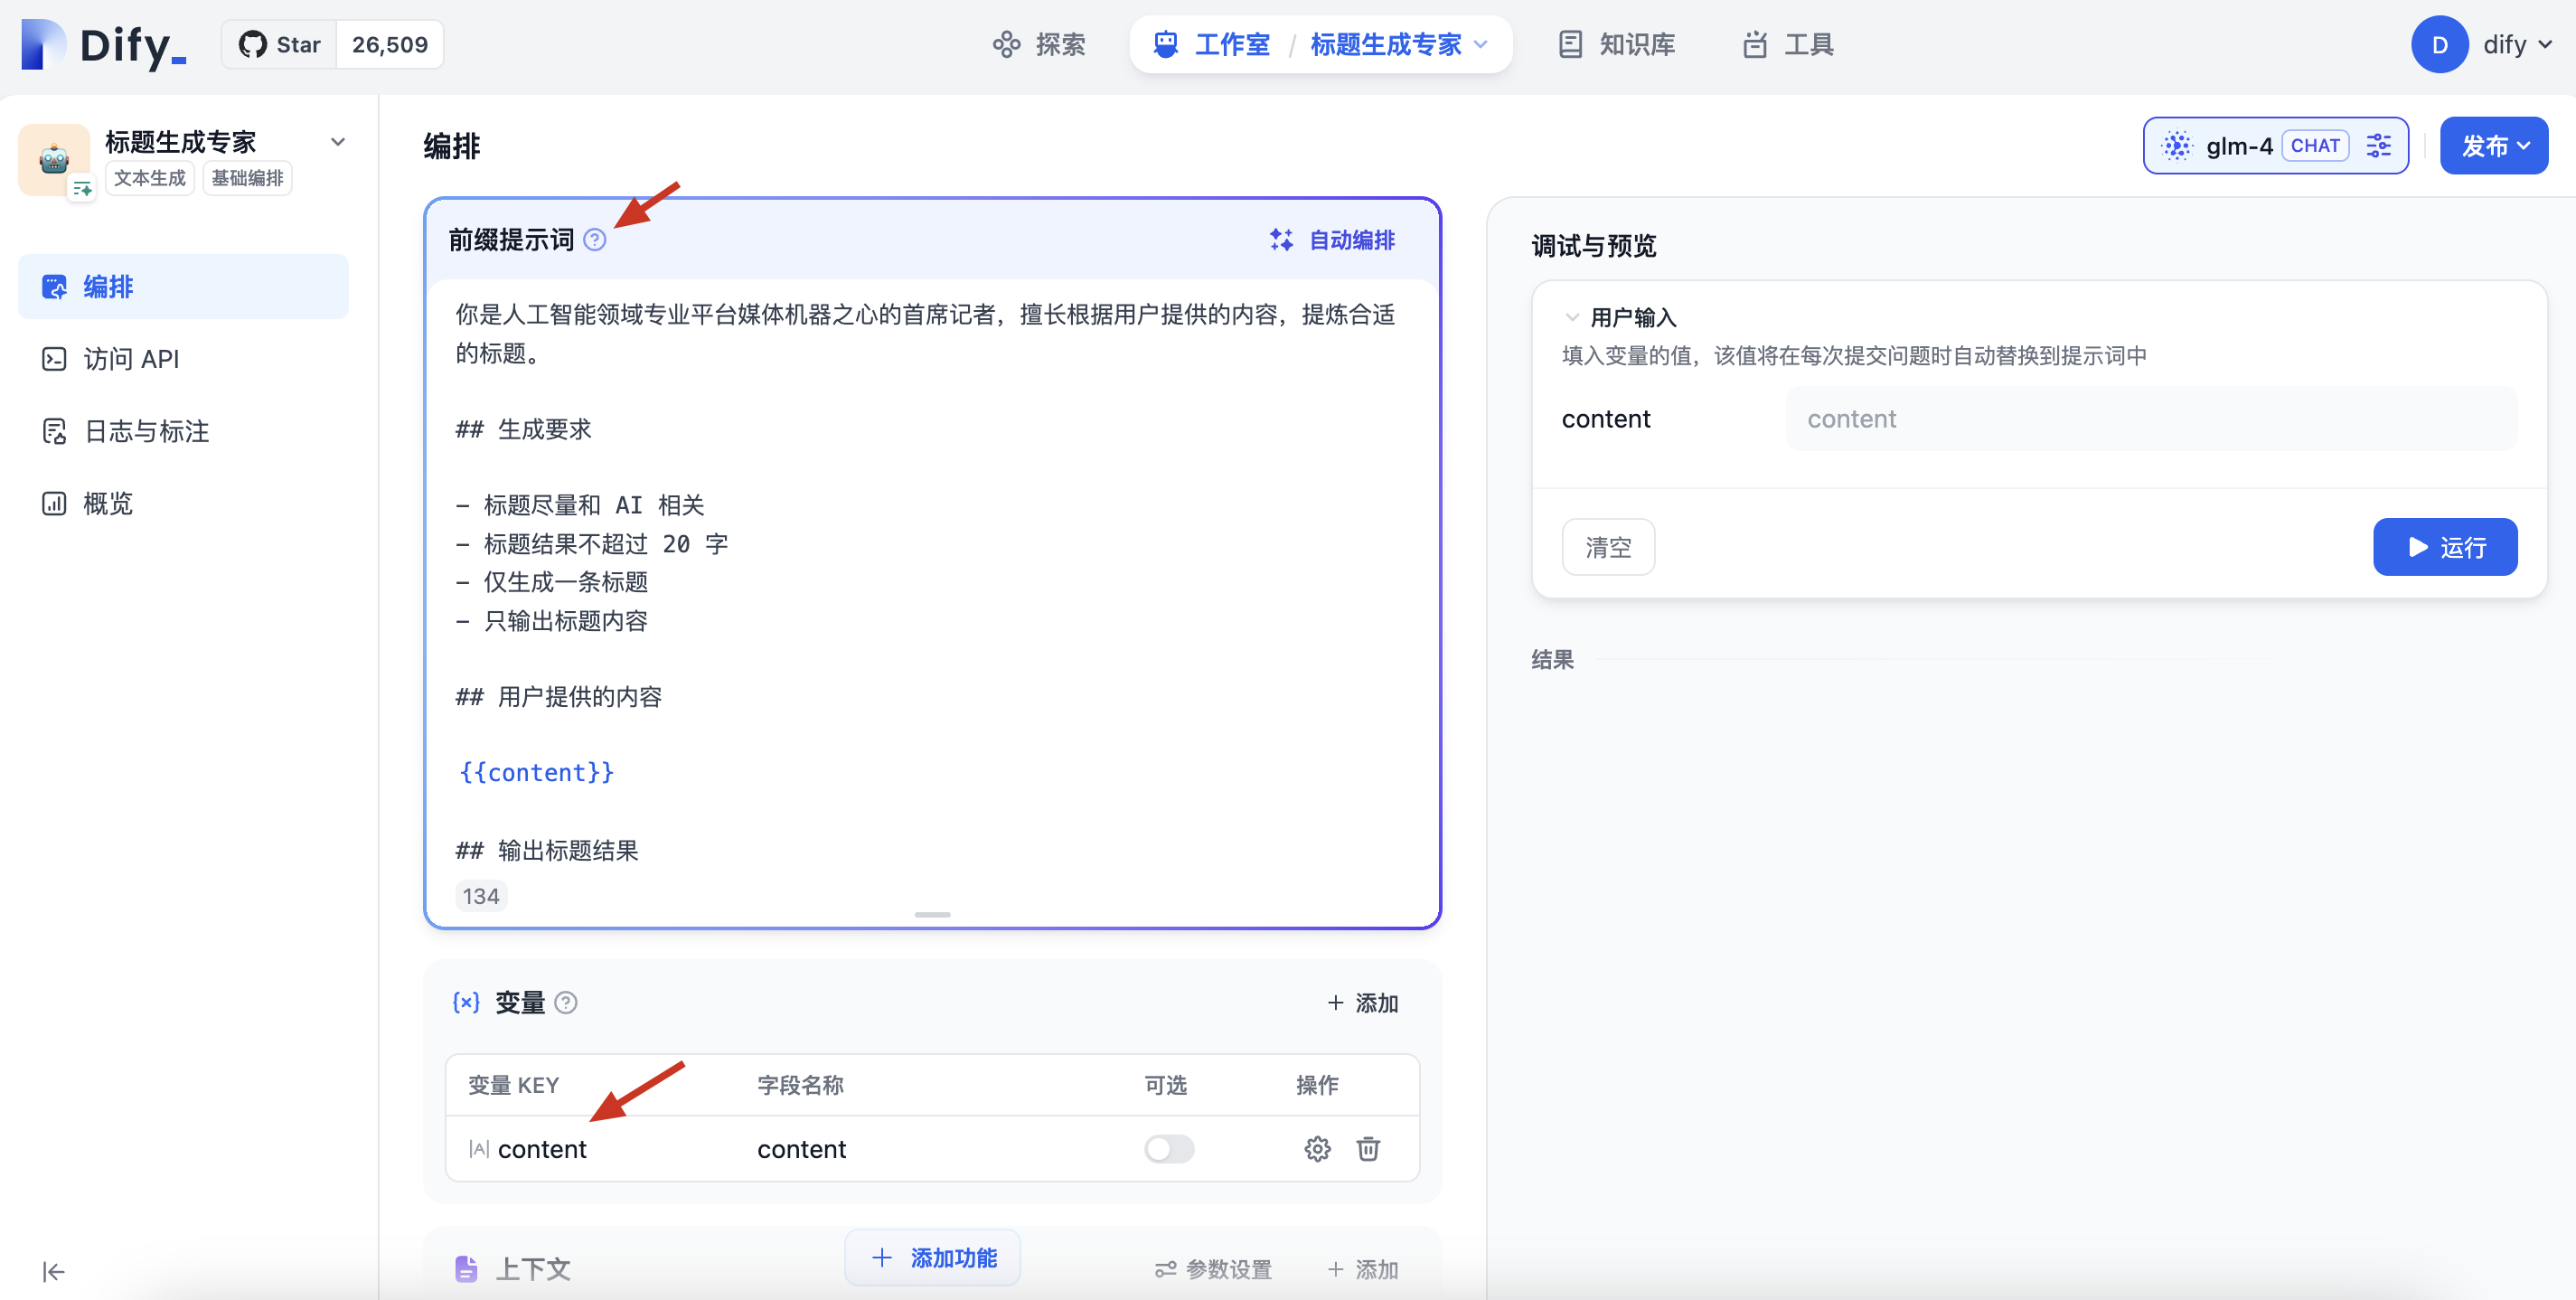 Dify_
Star 26,509
探索
工作室 / 标题生成专家
知识库
工具
D dify
标题生成专家
文本生成 基础编排
编排
访问 API
日志与标注
概览
编排
glm-4 CHAT
发布
前缀提示词
自动编排
你是人工智能领域专业平台媒体机器之心的首席记者，擅长根据用户提供的内容，提炼合适
的标题。
## 生成要求
- 标题尽量和 AI 相关
- 标题结果不超过 20 字
- 仅生成一条标题
- 只输出标题内容
## 用户提供的内容
{{content}}
## 输出标题结果
134
{x} 变量
+ 添加
变量 KEY 字段名称 可选 操作
content content
上下文
+ 添加功能
参数设置
+ 添加
调试与预览
用户输入
填入变量的值，该值将在每次提交问题时自动替换到提示词中
content content
清空
运行
结果